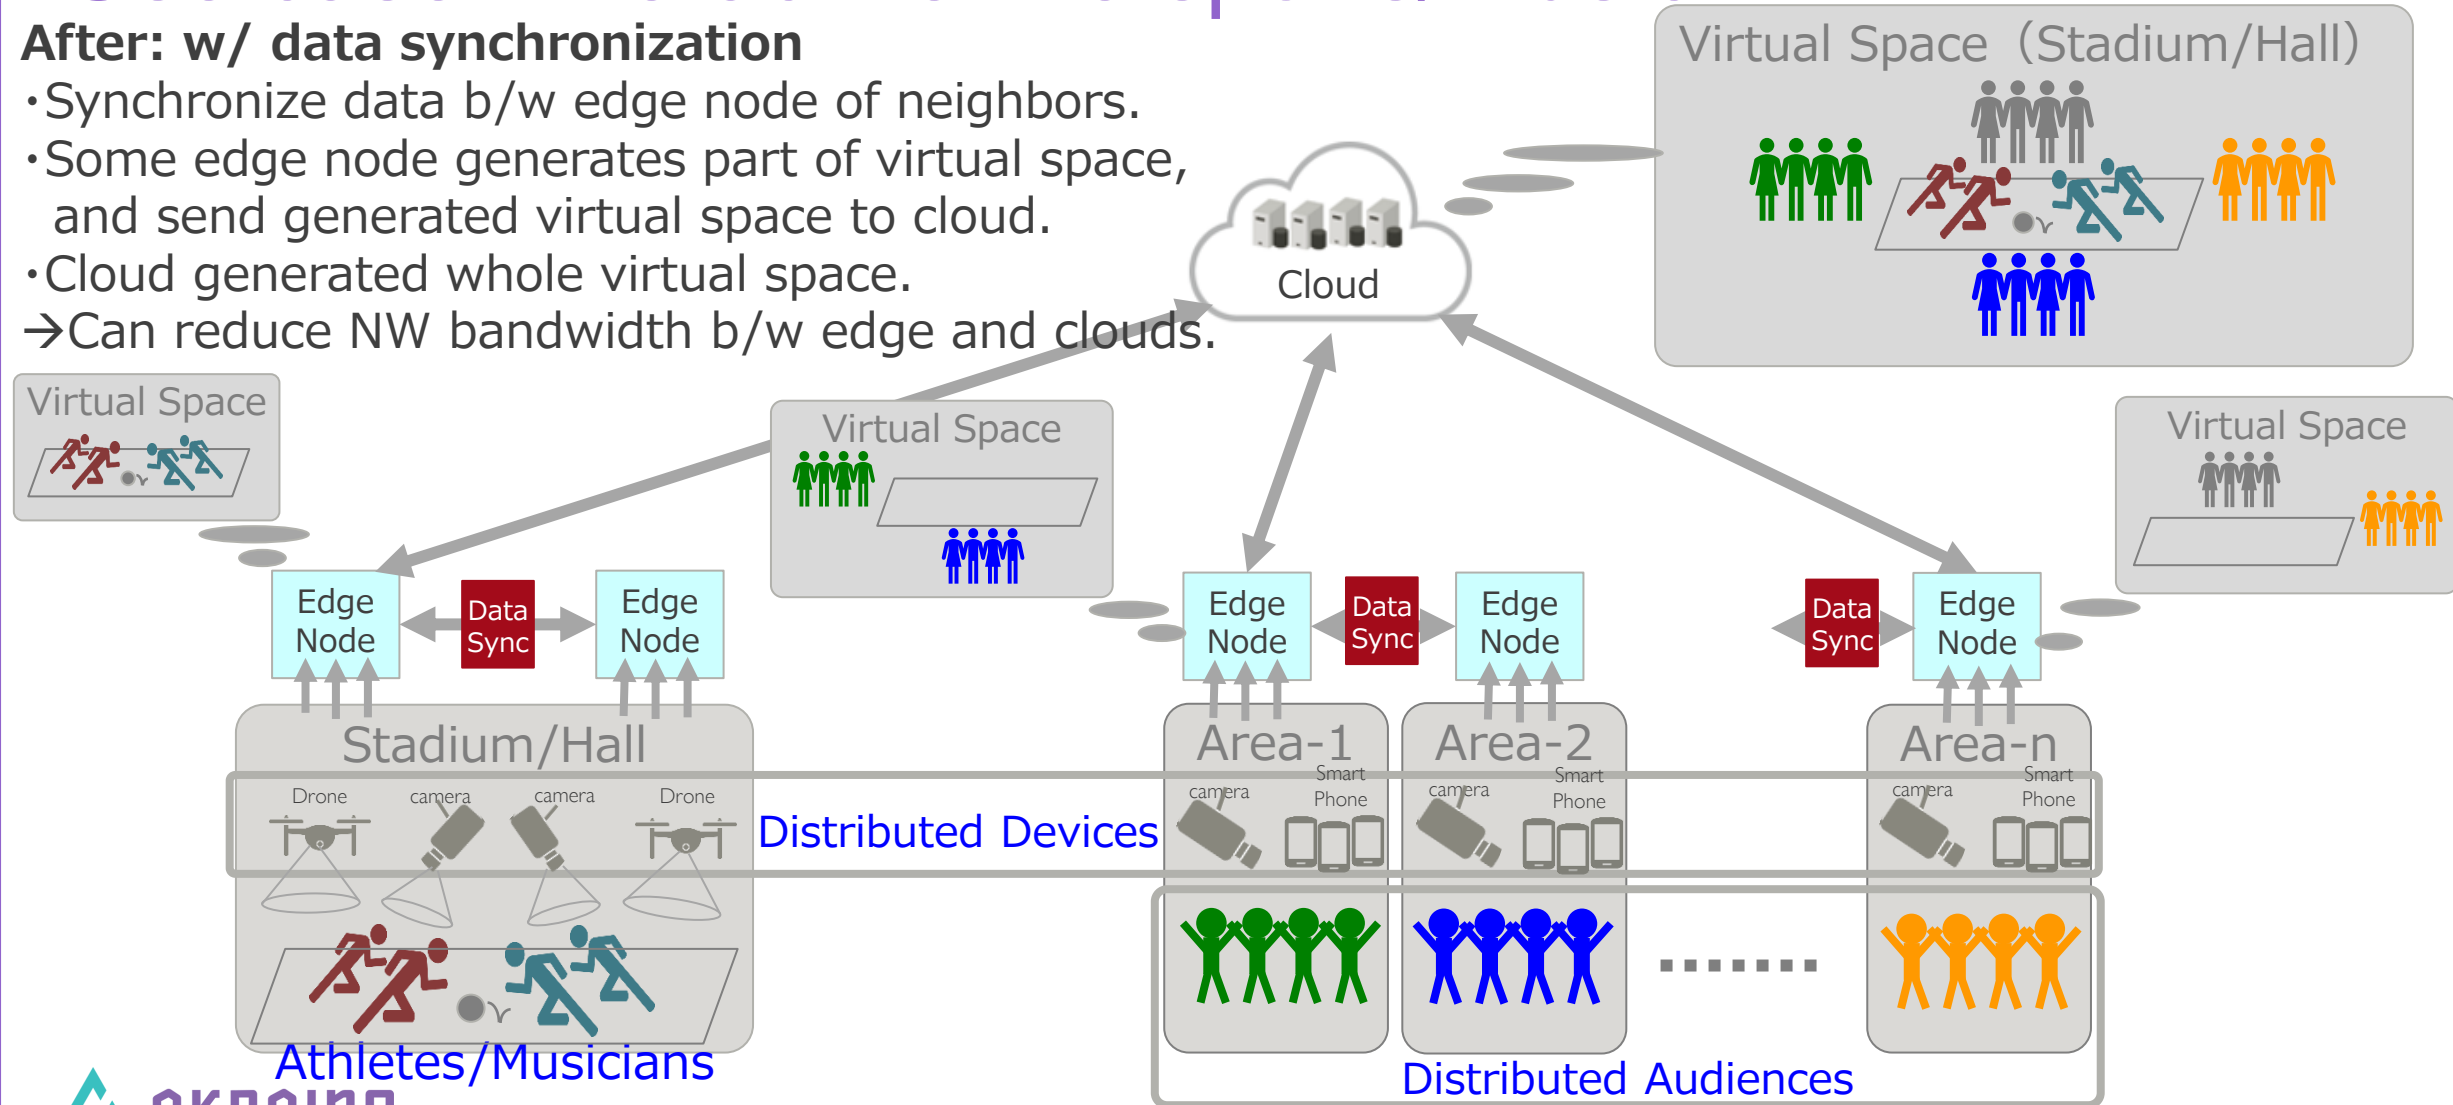 After: w/ data synchronization
・Synchronize data b/w edge node of neighbors.
・Some edge node generates part of virtual space,
and send generated virtual space to cloud.
・Cloud generated whole virtual space.
→Can reduce NW bandwidth b/w edge and clouds.
Virtual Space（Stadium/Hall）
Cloud
Virtual Space
Virtual Space
Virtual Space
Edge
Node
Data
Sync
Edge
Node
Edge
Node
Data
Sync
Edge
Node
Data
Sync
Edge
Node
Stadium/Hall
Area-1
Area-2
Area-n
Drone
camera
camera
Drone
Distributed Devices
camera
Smart
Phone
camera
Smart
Phone
camera
Smart
Phone
Athletes/Musicians
Distributed Audiences